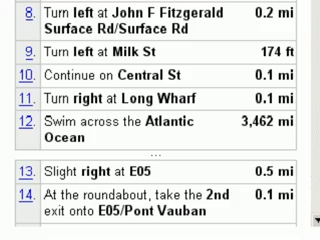 8. Turn left at John F Fitzgerald 0.2 mi
Surface Rd/Surface Rd
9. Turn left at Milk St 174 ft
10. Continue on Central St 0.1 mi
11. Turn right at Long Wharf 0.1 mi
12. Swim across the Atlantic 3,462 mi
Ocean
...
13. Slight right at E05 0.5 mi
14. At the roundabout, take the 2nd 0.1 mi
exit onto E05/Pont Vauban